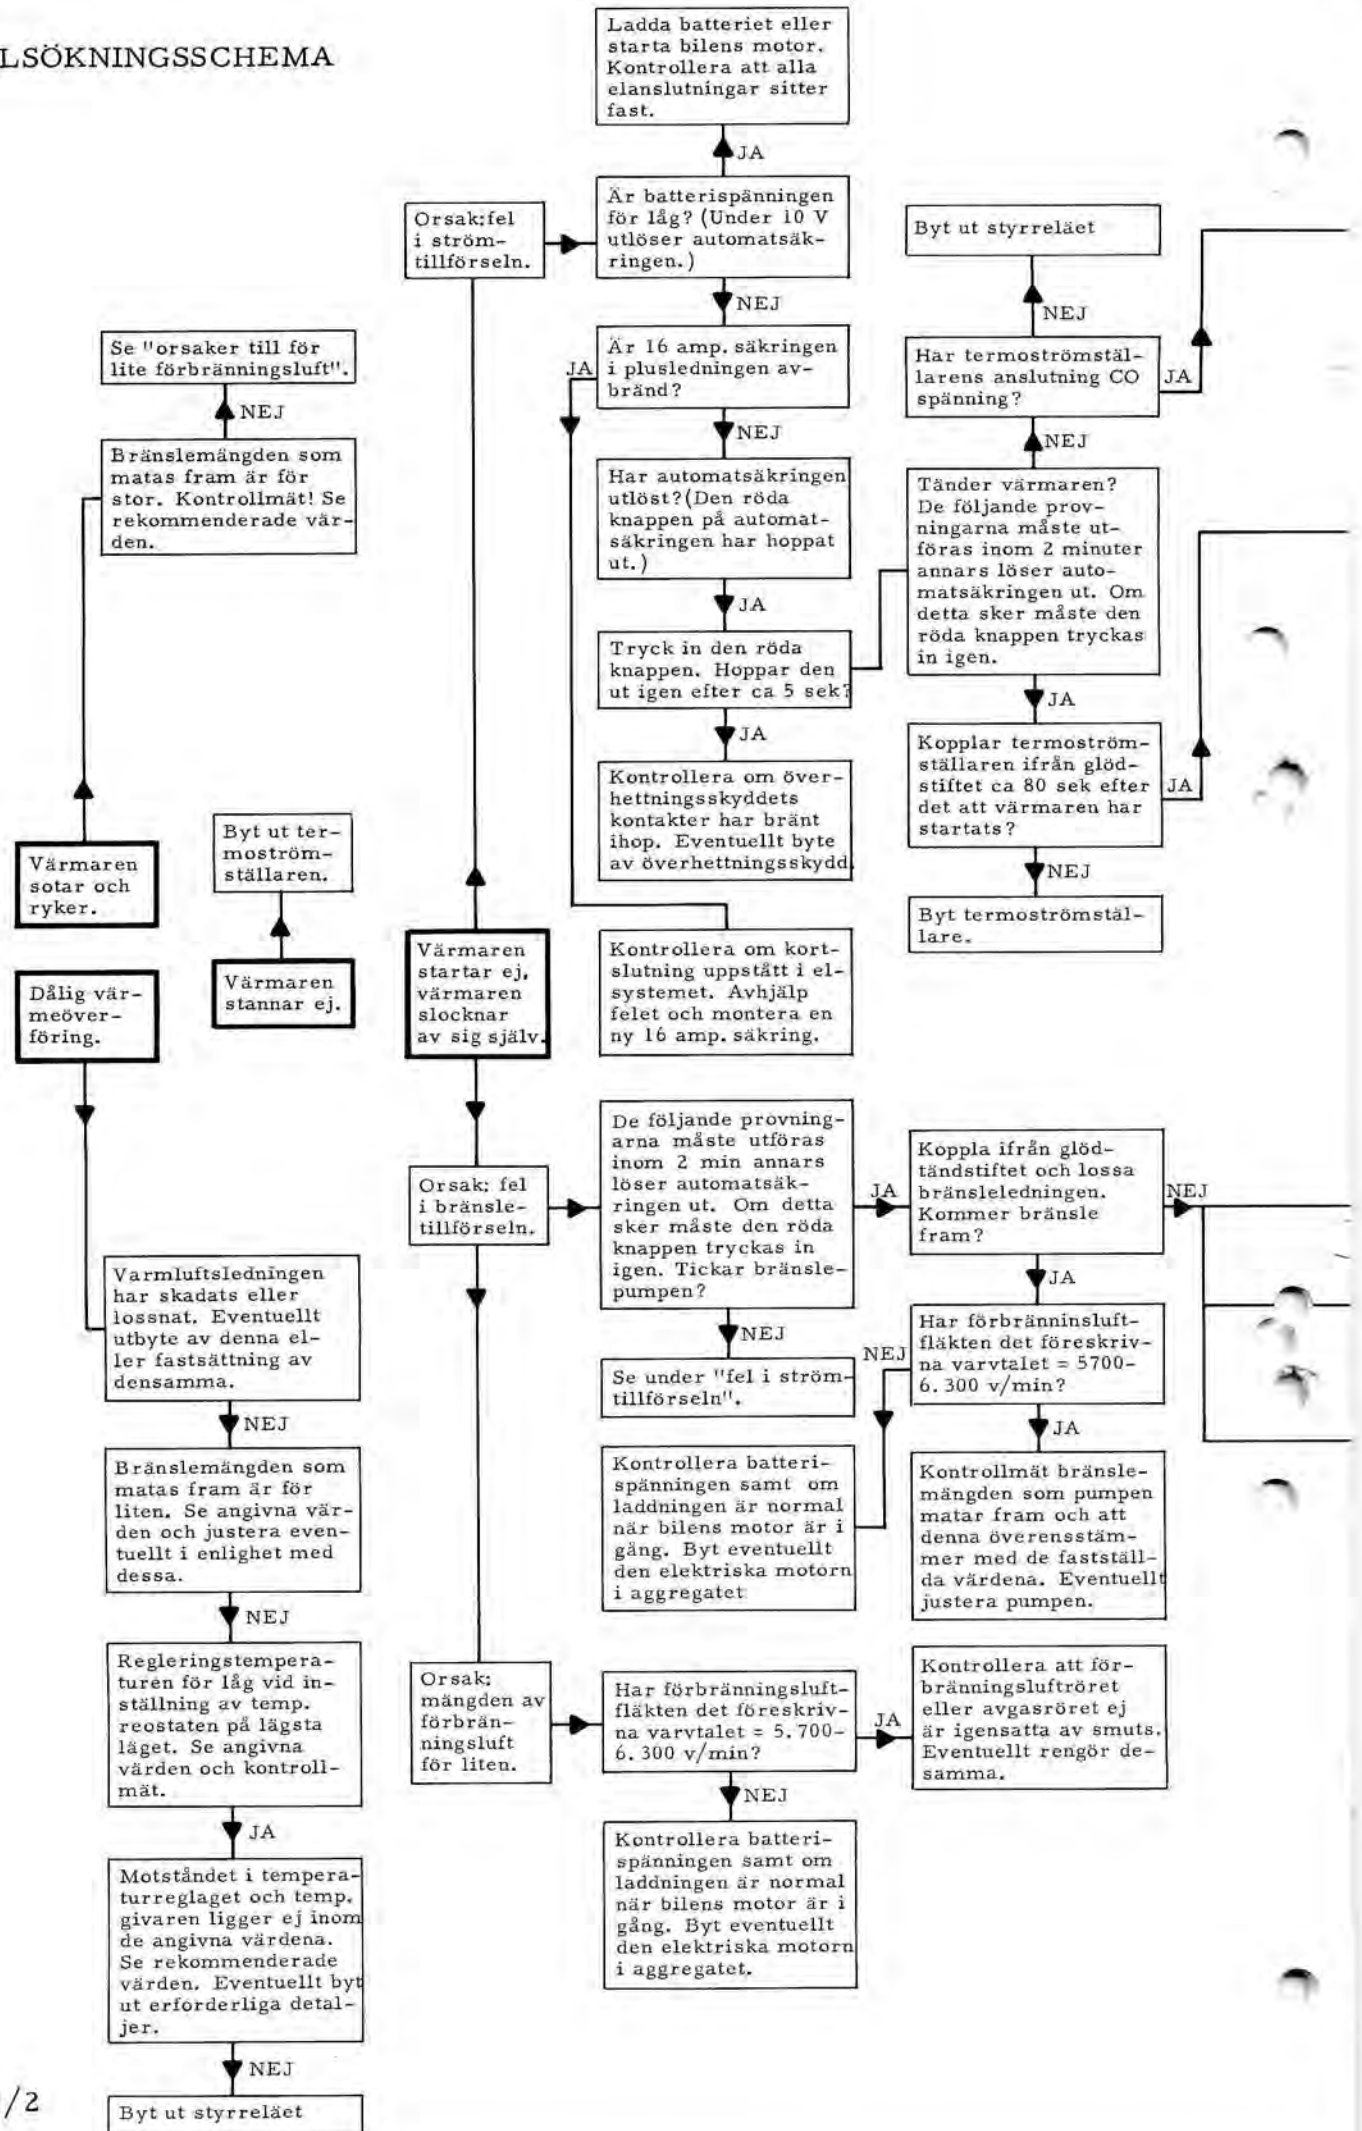 LSÖKNINGSSCHEMA
Ladda batteriet eller
starta bilens motor.
Kontrollera att alla
elanslutningar sitter
fast.
JA
Orsak:fel
i ström-
tillförseln.
Är batterispänningen
för låg? (Under 10 V
utlöser automatsäk-
ringen.)
NEJ
Är 16 amp. säkringen
i plusledningen av-
bränd?
JA
NEJ
Har automatsäkringen
utlöst?(Den röda
knappen på automat-
säkringen har hoppat
ut.)
JA
Tryck in den röda
knappen. Hoppar den
ut igen efter ca 5 sek?
JA
Kontrollera om över-
hettningsskyddets
kontakter har bränt
ihop. Eventuellt byte
av överhettningsskydd.
Kontrollera om kort-
slutning uppstått i el-
systemet. Avhjälp
felet och montera en
ny 16 amp. säkring.
Byt ut styrreläet
NEJ
Har termoströmstäl-
larens anslutning CO
spänning?
JA
NEJ
Tänder värmaren?
De följande prov-
ningarna måste ut-
föras inom 2 minuter
annars löser auto-
matsäkringen ut. Om
detta sker måste den
röda knappen tryckas
in igen.
JA
Kopplar termoström-
ställaren ifrån glöd-
stiftet ca 80 sek efter
det att värmaren har
startats?
JA
NEJ
Byt termoströmstäl-
lare.
Se "orsaker till för
lite förbränningsluft".
NEJ
Bränslemängden som
matas fram är för
stor. Kontrollmät! Se
rekommenderade vär-
den.
Värmaren
sotar och
ryker.
Byt ut ter-
moström-
ställaren.
Värmaren
stannar ej.
Dålig vär-
meöver-
föring.
Värmaren
startar ej,
värmaren
slocknar
av sig själv.
Varmluftsledningen
har skadats eller
lossnat. Eventuellt
utbyte av denna el-
ler fastsättning av
densamma.
NEJ
Bränslemängden som
matas fram är för
liten. Se angivna vär-
den och justera even-
tuellt i enlighet med
dessa.
NEJ
Regleringstempera-
turen för låg vid in-
ställning av temp.
reostaten på lägsta
läget. Se angivna
värden och kontroll-
mät.
JA
Motståndet i tempera-
turreglaget och temp.
givaren ligger ej inom
de angivna värdena.
Se rekommenderade
värden. Eventuellt byt
ut erforderliga detal-
jer.
NEJ
Byt ut styrreläet
Orsak: fel
i bränsle-
tillförseln.
De följande provning-
arna måste utföras
inom 2 min annars
löser automatsäk-
ringen ut. Om detta
sker måste den röda
knappen tryckas in
igen. Tickar bränsle-
pumpen?
JA
NEJ
Se under "fel i ström-
tillförseln".
Koppla ifrån glöd-
tändstiftet och lossa
bränsleledningen.
Kommer bränsle
fram?
NEJ
JA
Har förbränninsluft-
fläkten det föreskriv-
na varvtalet = 5700-
6.300 v/min?
NEJ
JA
Kontrollera batteri-
spänningen samt om
laddningen är normal
när bilens motor är i
gång. Byt eventuellt
den elektriska motorn
i aggregatet
Kontrollmät bränsle-
mängden som pumpen
matar fram och att
denna överensstäm-
mer med de fastställ-
da värdena. Eventuellt
justera pumpen.
Orsak:
mängden av
förbrän-
ningsluft
för liten.
Har förbränningsluft-
fläkten det föreskriv-
na varvtalet = 5.700-
6.300 v/min?
JA
NEJ
Kontrollera att för-
bränningsluftröret
eller avgasröret ej
är igensatta av smuts.
Eventuellt rengör de-
samma.
Kontrollera batteri-
spänningen samt om
laddningen är normal
när bilens motor är i
gång. Byt eventuellt
den elektriska motorn
i aggregatet.
/2